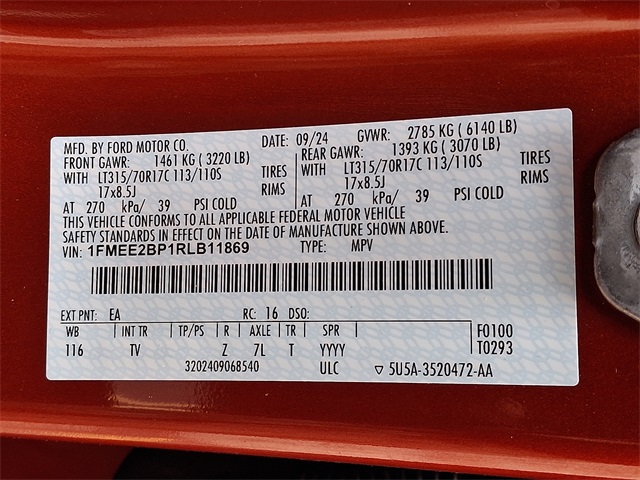 MFD. BY FORD MOTOR CO. DATE: 09/24 GVWR: 2785 KG ( 6140 LB)
FRONT GAWR: 1461 KG ( 3220 LB) REAR GAWR: 1393 KG ( 3070 LB)
WITH LT315/70R17C 113/110S TIRES WITH LT315/70R17C 113/110S TIRES
17x8.5J RIMS 17x8.5J RIMS
AT 270 kPa/ 39 PSI COLD AT 270 kPa/ 39 PSI COLD
THIS VEHICLE CONFORMS TO ALL APPLICABLE FEDERAL MOTOR VEHICLE
SAFETY STANDARDS IN EFFECT ON THE DATE OF MANUFACTURE SHOWN ABOVE.
VIN: 1FMEE2BP1RLB11869 TYPE: MPV
EXT PNT: EA RC: 16 DSO:
WB INT TR TP/PS R AXLE TR SPR F0100
116 TV Z 7L T YYYY T0293
3202409068540 ULC ▽ 5U5A-3520472-AA